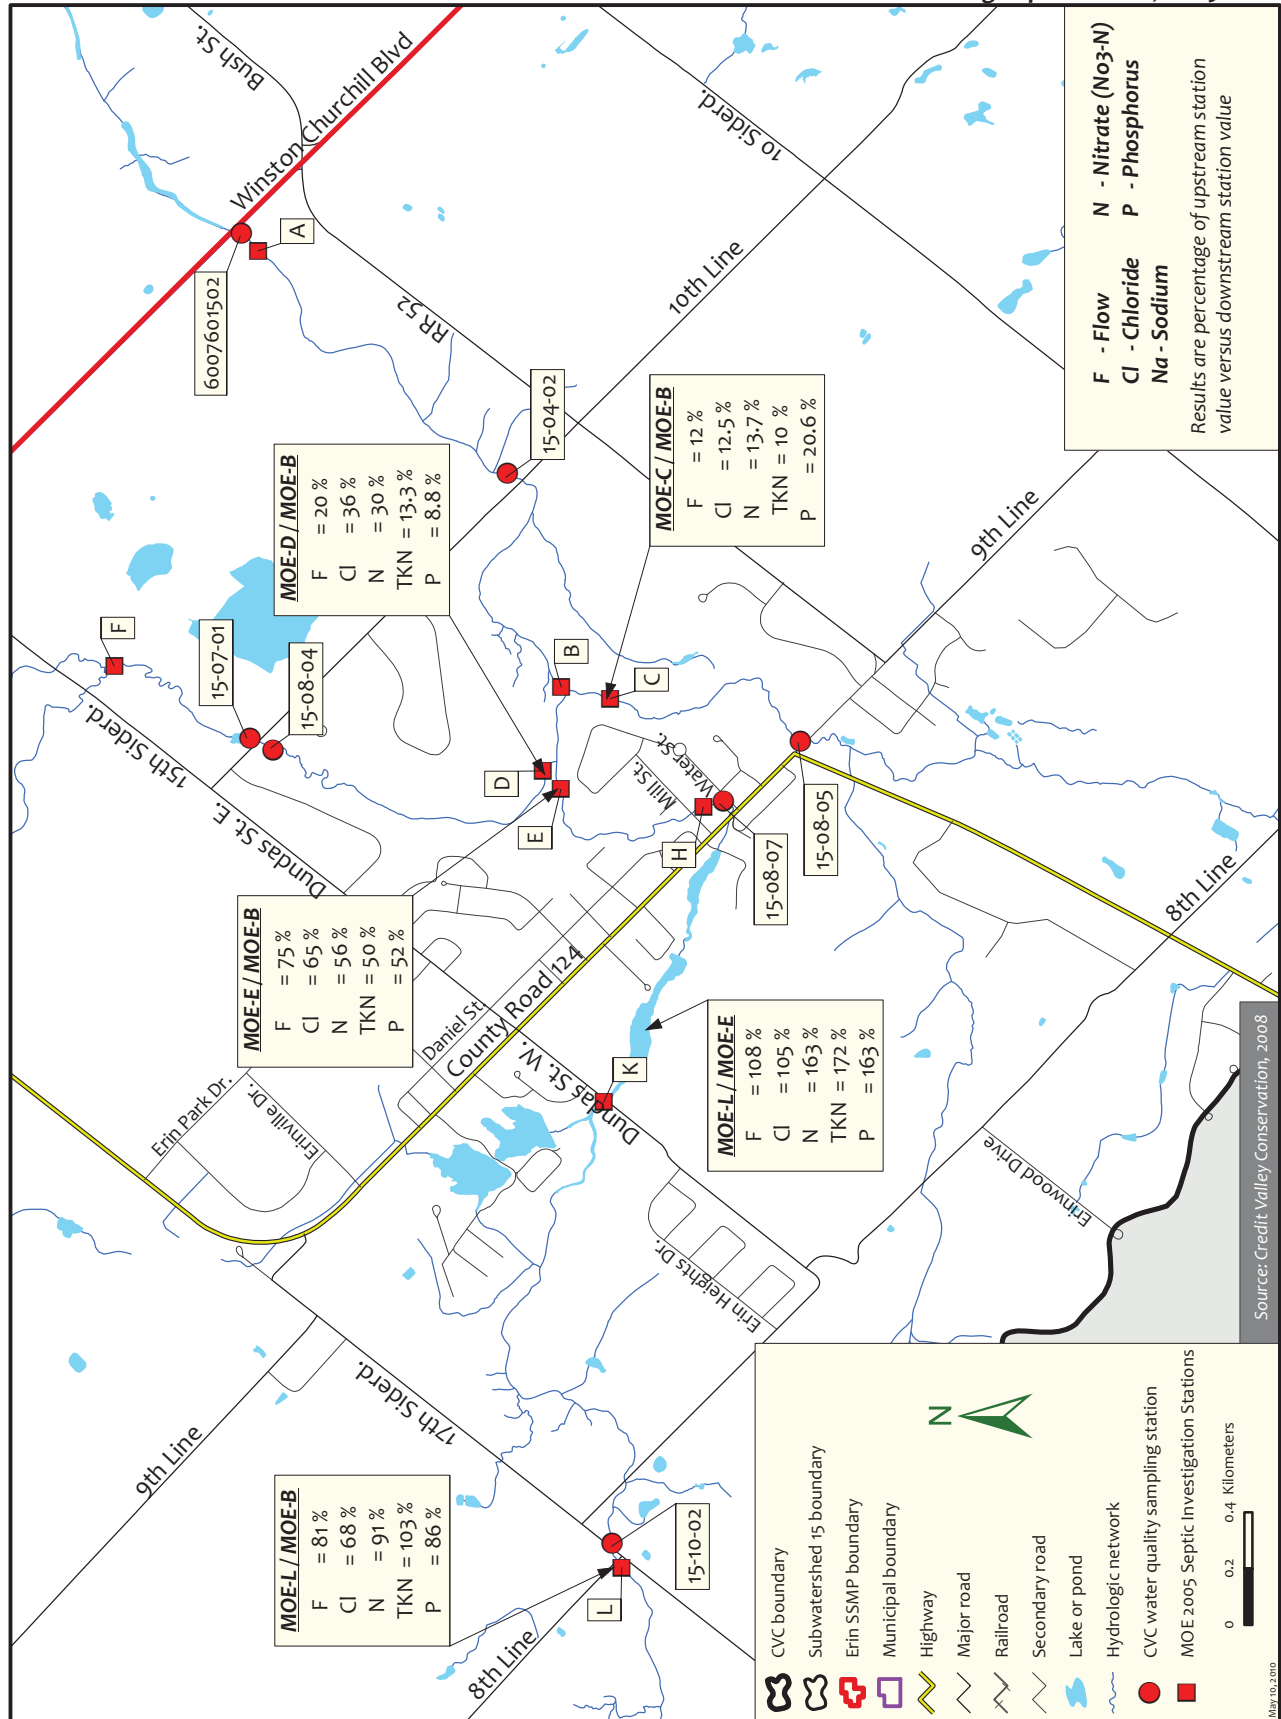 Bush St.
Winston Churchill Blvd
10 Siderd.
10th Line
RR 52
6007601502
A
15-04-02
F
15-07-01
15-08-04
15th Siderd.
Dundas St. E.
MOE-D / MOE-B
F = 20 %
Cl = 36 %
N = 30 %
TKN = 13.3 %
P = 8.8 %
MOE-C / MOE-B
F = 12 %
Cl = 12.5 %
N = 13.7 %
TKN = 10 %
P = 20.6 %
9th Line
B
C
D
E
Water St.
Mill St.
H
15-08-07
15-08-05
8th Line
MOE-E / MOE-B
F = 75 %
Cl = 65 %
N = 56 %
TKN = 50 %
P = 52 %
Daniel St.
County Road 124
Dundas St. W.
K
MOE-L / MOE-E
F = 108 %
Cl = 105 %
N = 163 %
TKN = 172 %
P = 163 %
Erin Park Dr.
Erinville Dr.
Erin Heights Dr.
Erinwood Drive
9th Line
17th Siderd.
MOE-L / MOE-B
F = 81 %
Cl = 68 %
N = 91 %
TKN = 103 %
P = 86 %
L
15-10-02
8th Line
F - Flow
N - Nitrate (No3-N)
Cl - Chloride
P - Phosphorus
Na - Sodium
Results are percentage of upstream station
value versus downstream station value
Source: Credit Valley Conservation, 2008
N
CVC boundary
Subwatershed 15 boundary
Erin SSMP boundary
Municipal boundary
Highway
Major road
Railroad
Secondary road
Lake or pond
Hydrologic network
CVC water quality sampling station
MOE 2005 Septic Investigation Stations
0 0.2 0.4 Kilometers
May 10, 2010